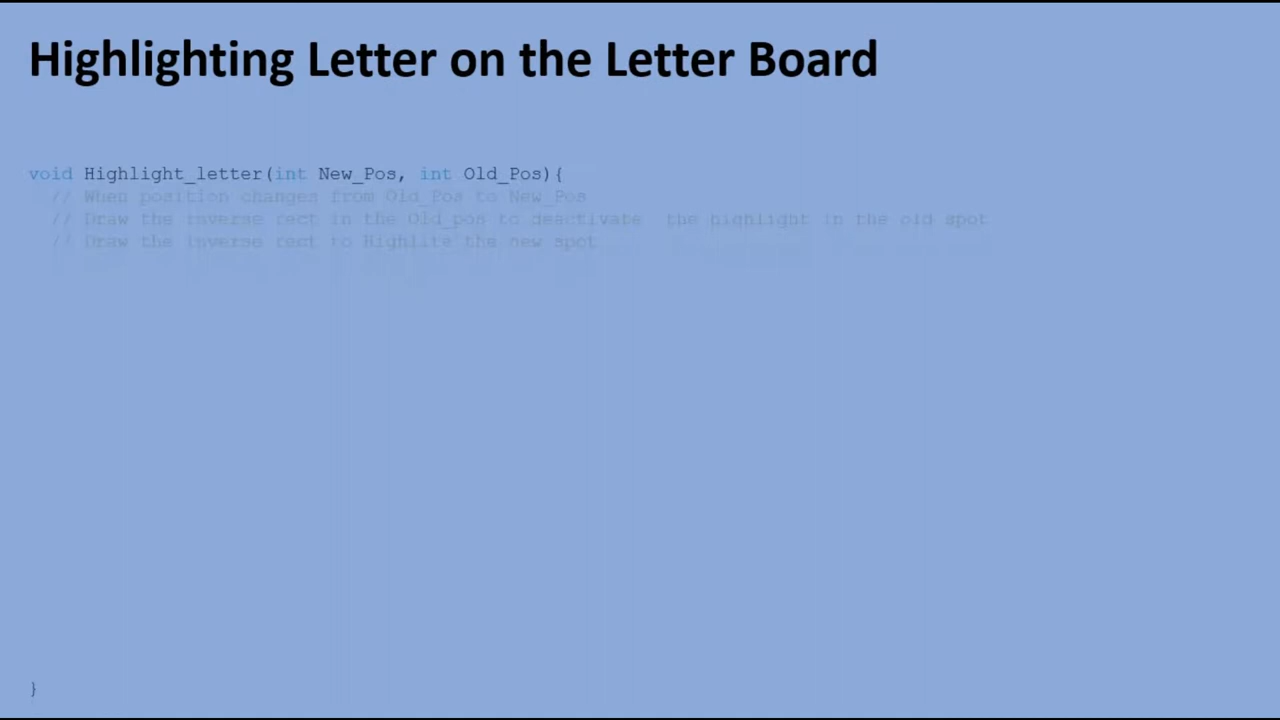 Highlighting Letter on the Letter Board
void Highlight_letter(int New_Pos, int Old_Pos){
// When position changes from Old_Pos to New_Pos
// Draw the inverse rect in the Old_pos to deactivate  the highlight in the old spot
// Draw the inverse rect to Highlite the new spot
}